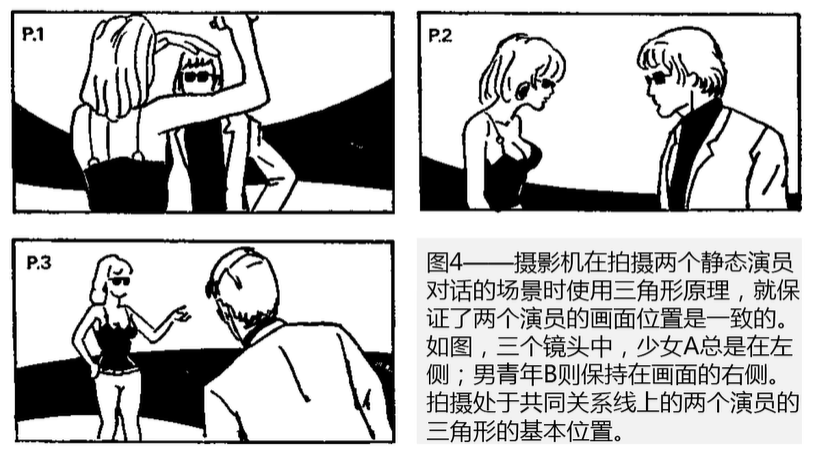 P.1
P.2
P.3
图4——摄影机在拍摄两个静态演员
对话的场景时使用三角形原理，就保
证了两个演员的画面位置是一致的。
如图，三个镜头中，少女A总是在左
侧；男青年B则保持在画面的右侧。
拍摄处于共同关系线上的两个演员的
三角形的基本位置。